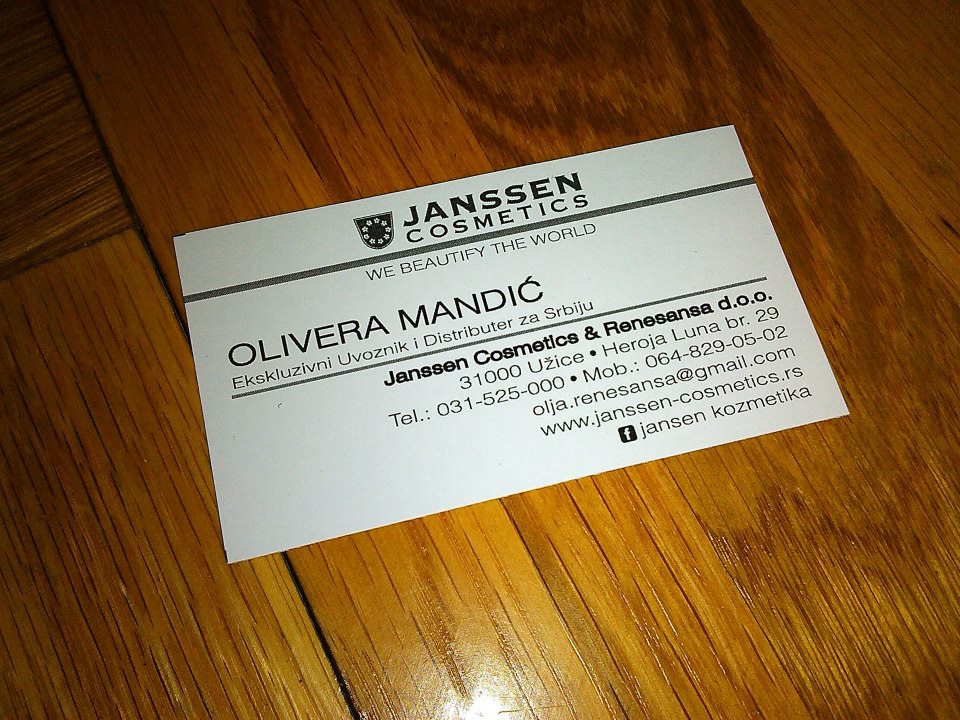 JANSSEN
COSMETICS
WE BEAUTIFY THE WORLD
OLIVERA MANDIĆ
Ekskluzivni Uvoznik i Distributer za Srbiju
Janssen Cosmetics & Renesansa d.o.o.
31000 Užice • Heroja Luna br. 29
Tel.: 031-525-000 • Mob.: 064-829-05-02
olja.renesansa@gmail.com
www.janssen-cosmetics.rs
f jansen kozmetika